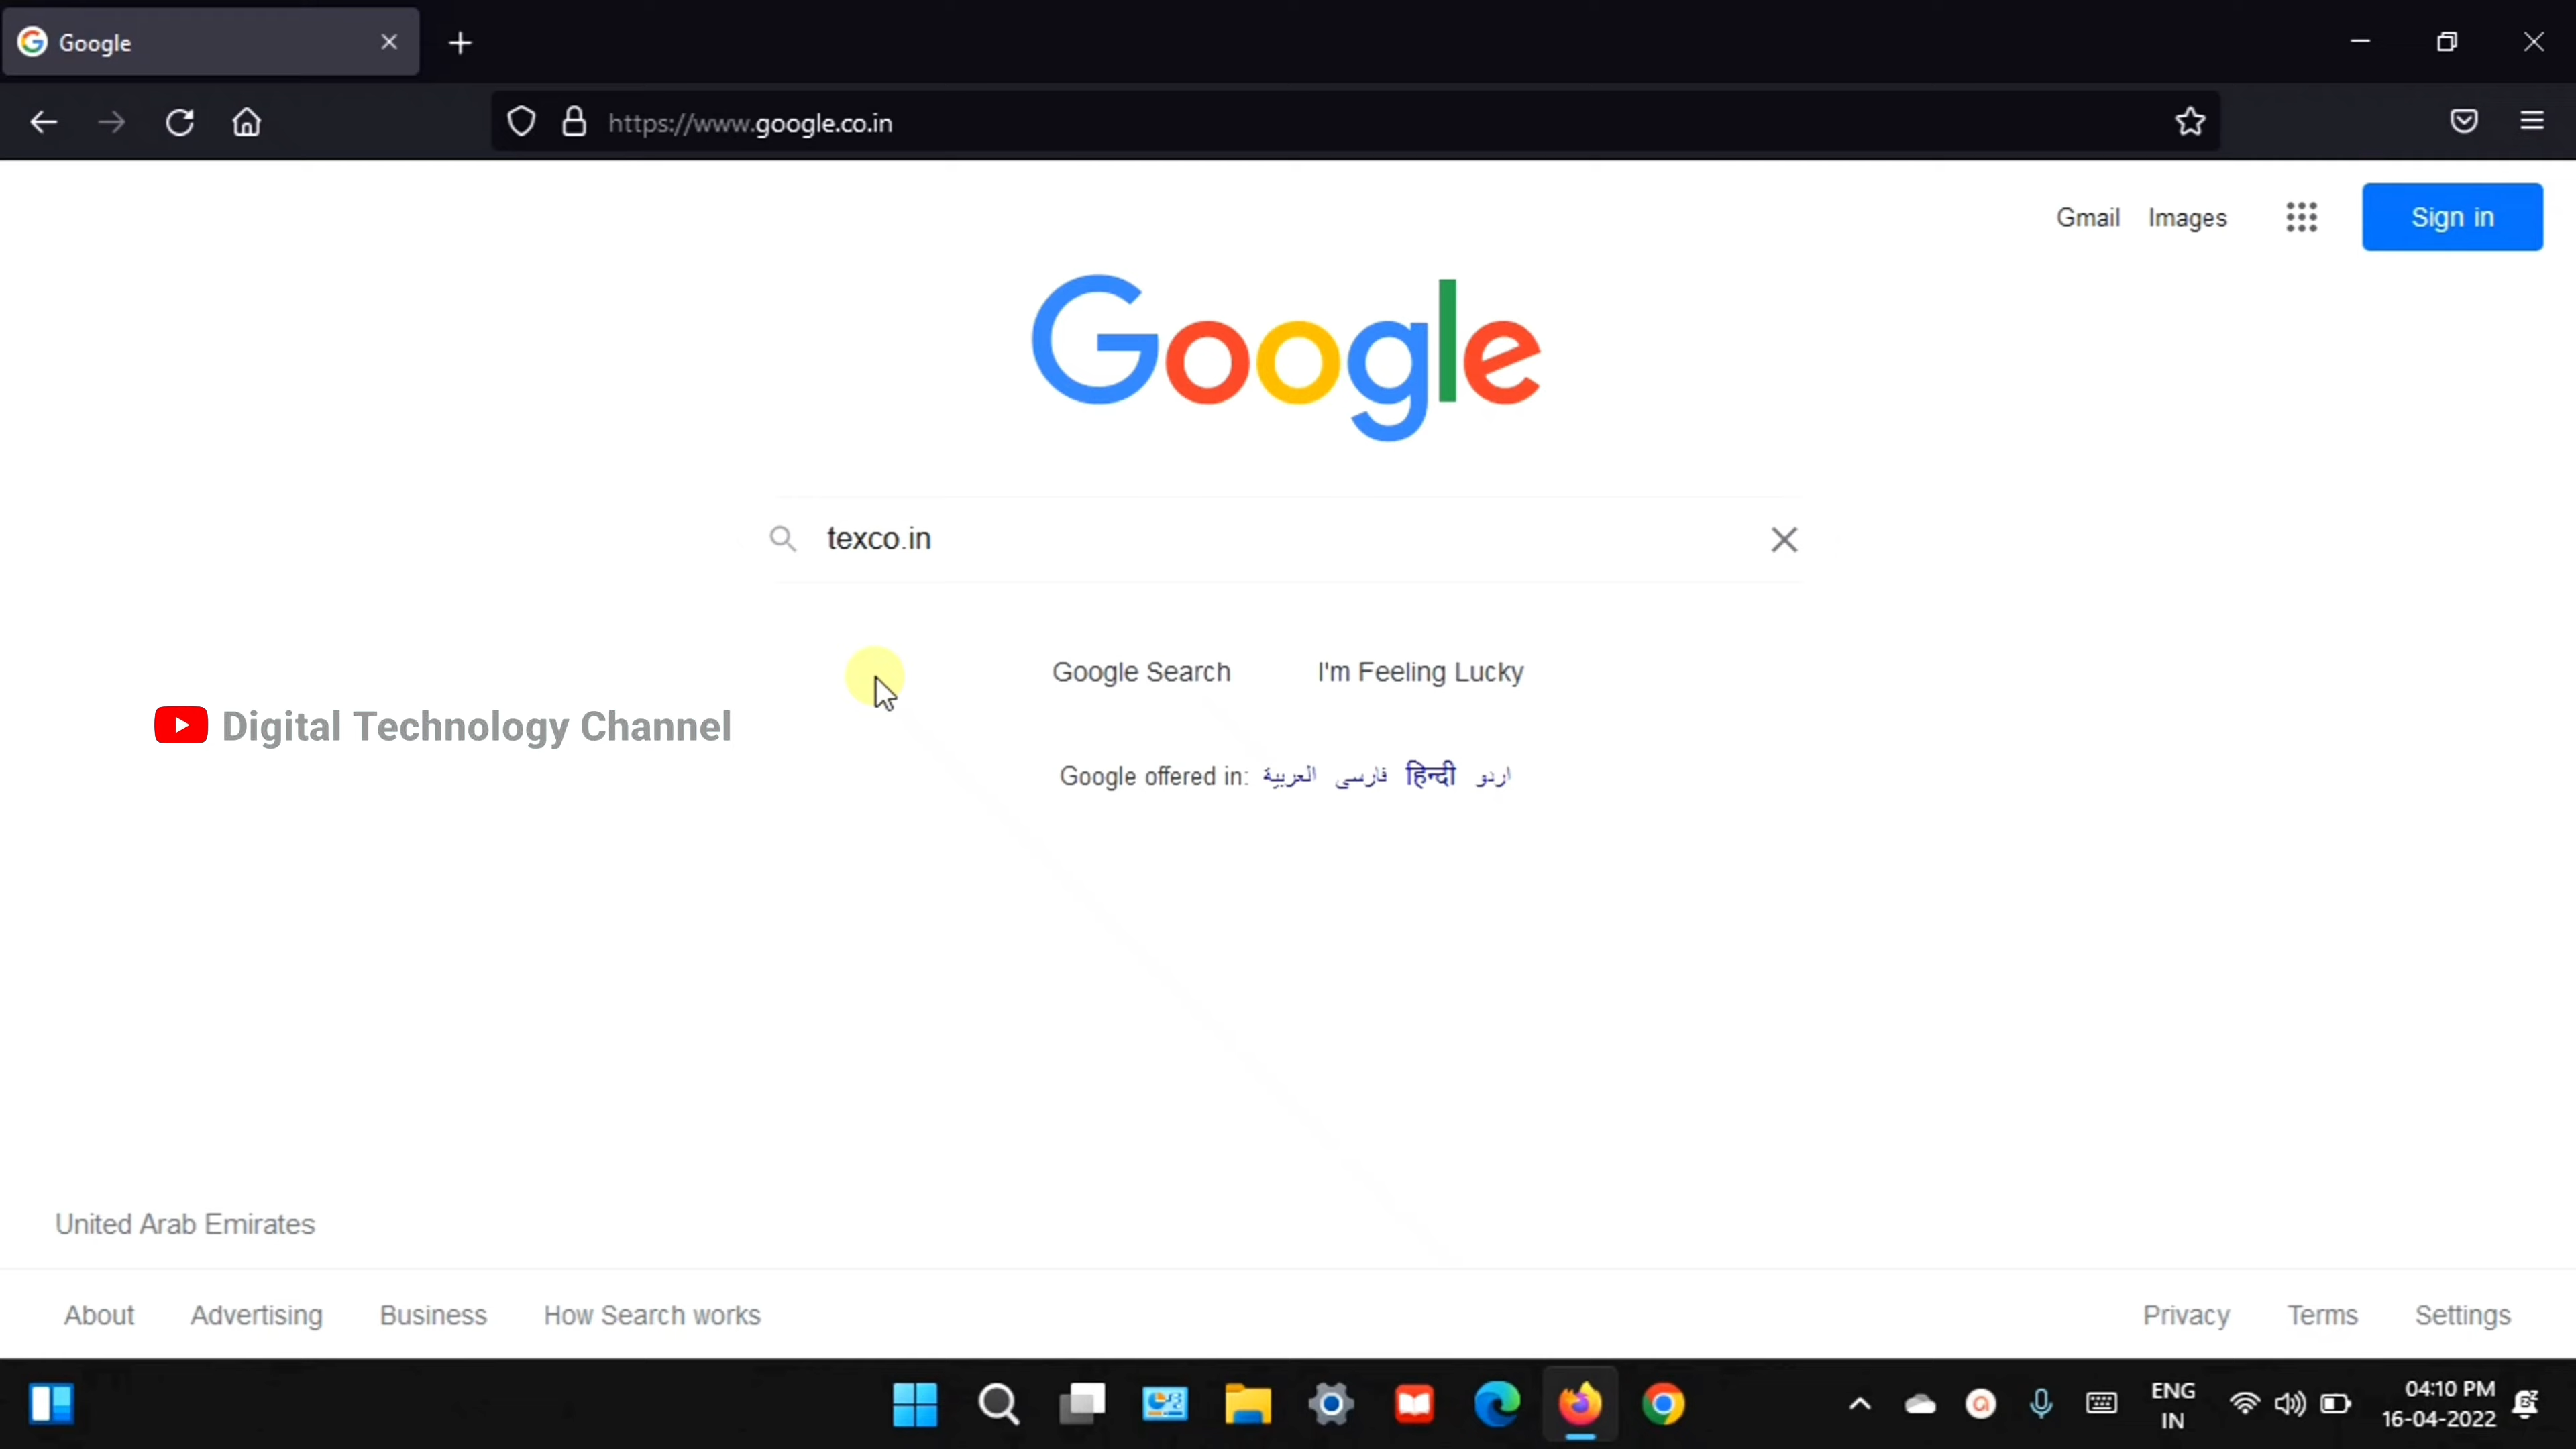 Google
https://www.google.co.in
Gmail Images Sign in
Google
texco.in
Google Search I'm Feeling Lucky
Digital Technology Channel
Google offered in: العربية فارسی हिन्दी اردو
United Arab Emirates
About Advertising Business How Search works Privacy Terms Settings
ENG
IN
04:10 PM
16-04-2022